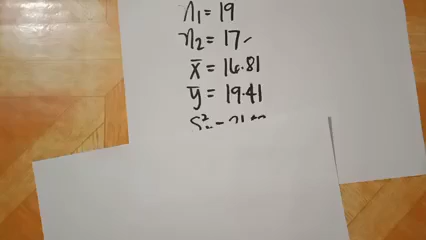 n₁ = 19
n₂ = 17
x̄ = 16.81
ȳ = 19.41